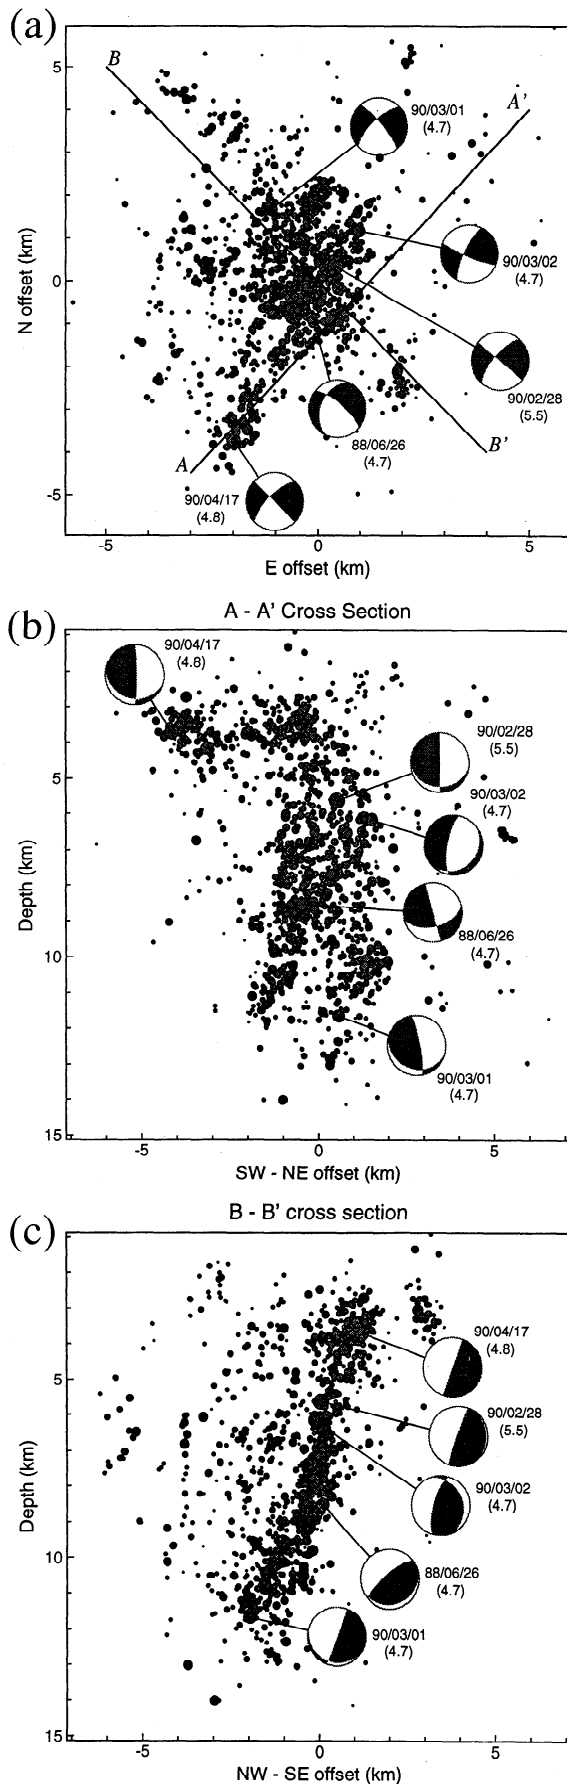 (a)
B
A'
90/03/01
(4.7)
90/03/02
(4.7)
90/02/28
(5.5)
88/06/26
(4.7)
B'
A
90/04/17
(4.8)
5
0
-5
N offset (km)
-5 0 5
E offset (km)
(b)
A - A' Cross Section
90/04/17
(4.8)
90/02/28
(5.5)
90/03/02
(4.7)
88/06/26
(4.7)
90/03/01
(4.7)
5
10
15
Depth (km)
-5 0 5
SW - NE offset (km)
(c)
B - B' cross section
90/04/17
(4.8)
90/02/28
(5.5)
90/03/02
(4.7)
88/06/26
(4.7)
90/03/01
(4.7)
5
10
15
Depth (km)
-5 0 5
NW - SE offset (km)